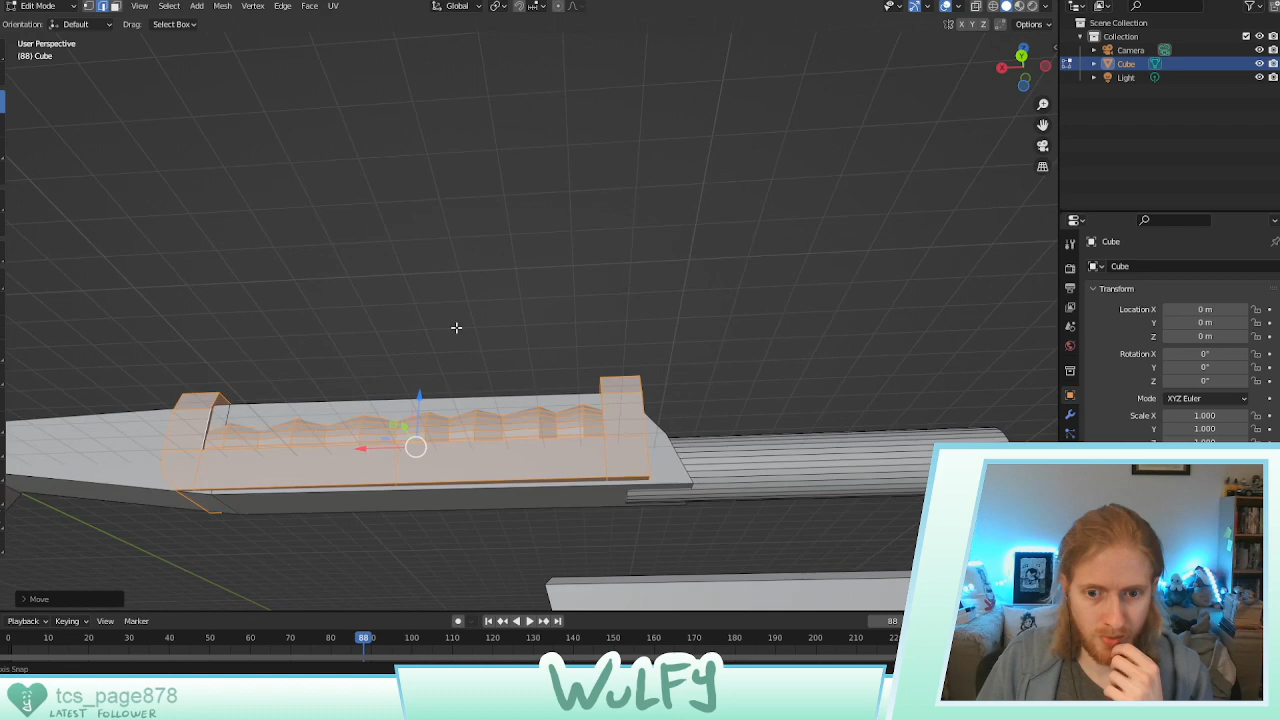 Edit Mode View Select Add Mesh Vertex Edge Face UV Global
Orientation: Default Drag: Select Box X Y Z Options
User Perspective
(88) Cube
Scene Collection
Collection
Camera
Cube
Light
X
Y
Cube
Cube
Transform
Location X 0 m
Y 0 m
Z 0 m
Rotation X 0°
Y 0°
Z 0°
Mode XYZ Euler
Scale X 1.000
Y 1.000
Move
Playback Keying View Marker 88
0 10 20 30 40 50 60 70 80 88 100 110 120 130 140 150 160 170 180 190 200 210
axis Snap
tcs_page878
LATEST FOLLOWER
WULFY